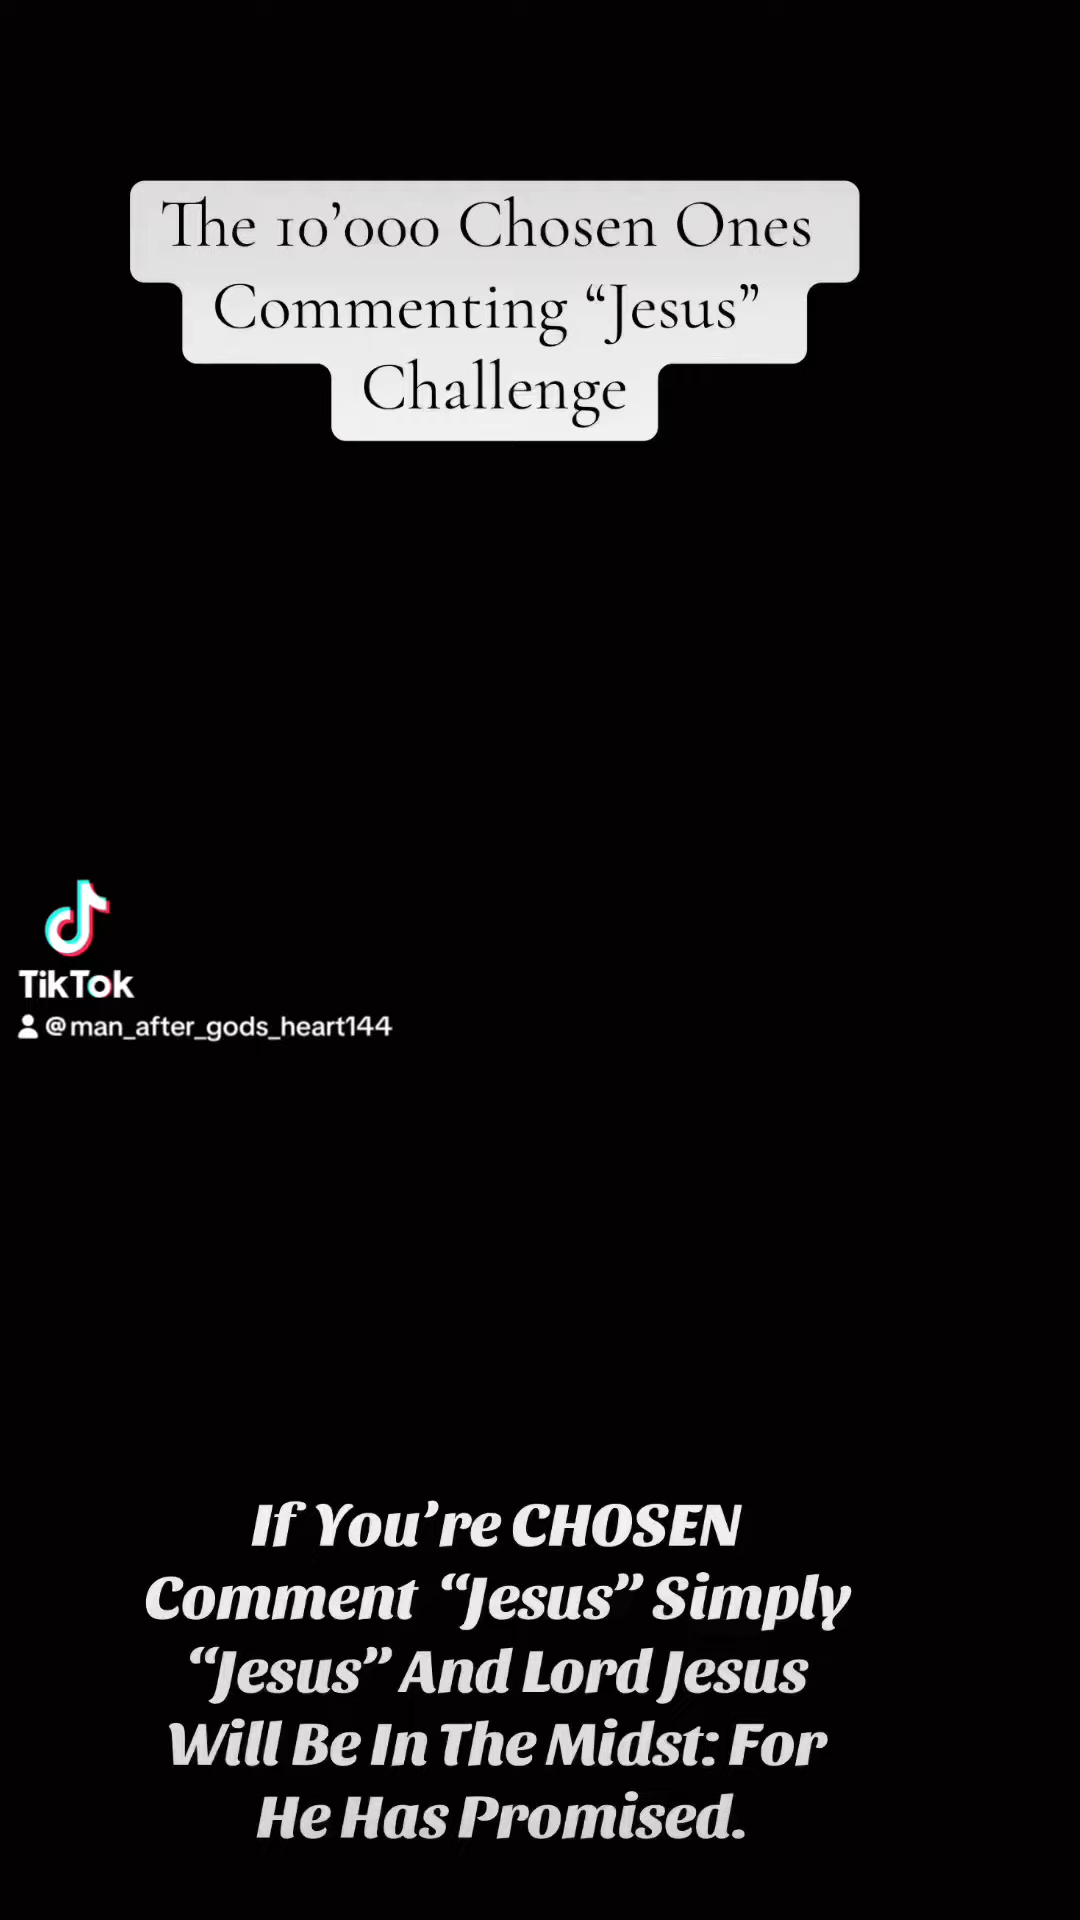 The 10’000 Chosen Ones
Commenting “Jesus”
Challenge
TikTok
@man_after_gods_heart144
If You’re CHOSEN
Comment “Jesus” Simply
“Jesus” And Lord Jesus
Will Be In The Midst: For
He Has Promised.